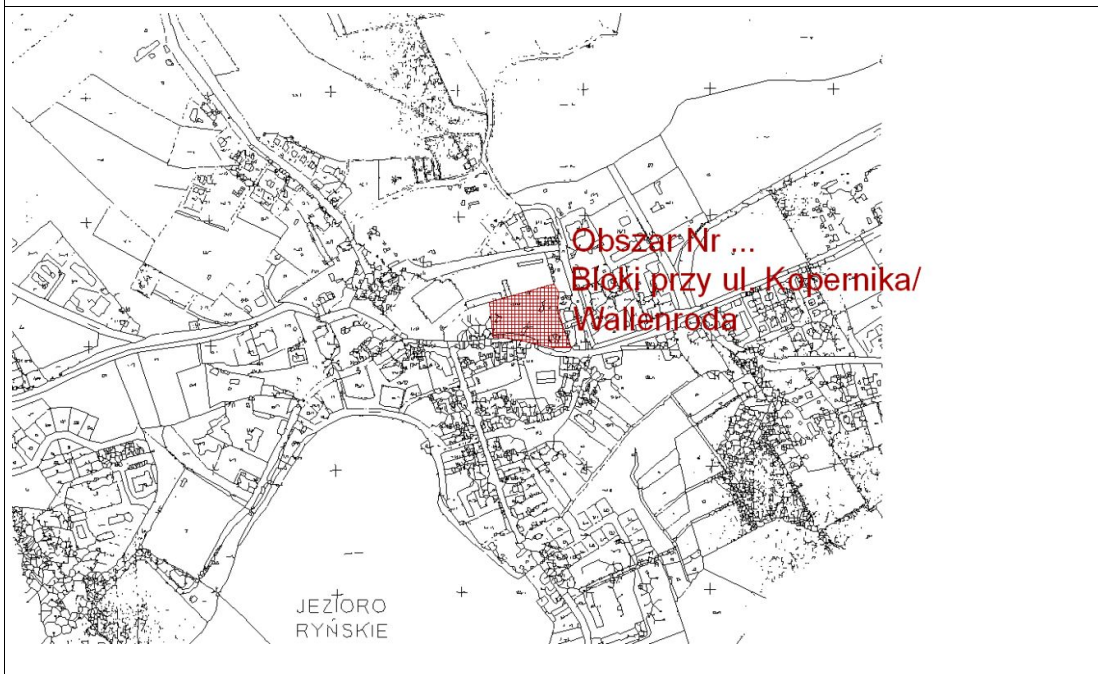 Obszar Nr ...
Bloki przy ul. Kopernika/
Wallenroda
JEZIORO
RYŃSKIE